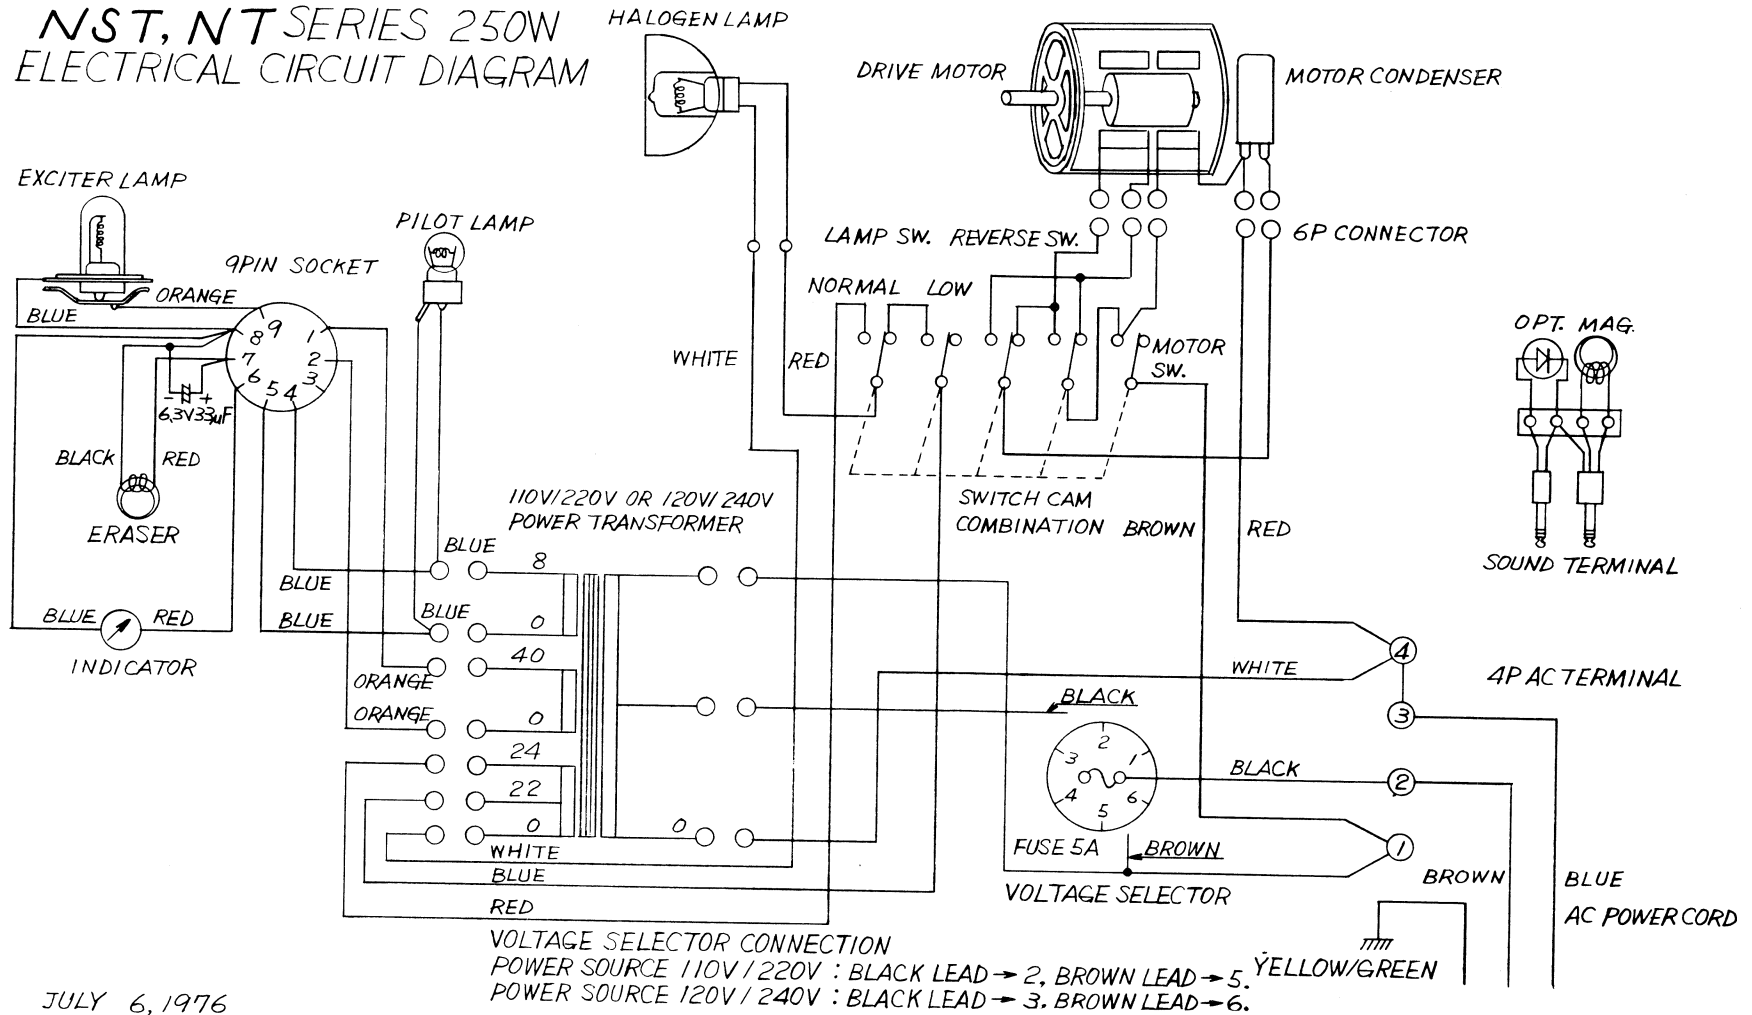 NST, NT SERIES 250W
ELECTRICAL CIRCUIT DIAGRAM
HALOGEN LAMP
DRIVE MOTOR
MOTOR CONDENSER
EXCITER LAMP
PILOT LAMP
9PIN SOCKET
LAMP SW. REVERSE SW.
6P CONNECTOR
NORMAL LOW
ORANGE
BLUE
9
8
7
6
5
4
3
2
1
WHITE
RED
MOTOR
SW.
OPT. MAG.
- +
6.3V33µF
BLACK
RED
ERASER
110V/220V OR 120V/240V
POWER TRANSFORMER
SWITCH CAM
COMBINATION
BROWN
RED
SOUND TERMINAL
BLUE
8
BLUE
BLUE
0
BLUE
BLUE
RED
INDICATOR
40
ORANGE
ORANGE
0
24
22
0
0
WHITE
BLUE
RED
WHITE
4
4P AC TERMINAL
BLACK
3
2
3
1
4
6
5
BLACK
2
FUSE 5A
BROWN
1
VOLTAGE SELECTOR
BROWN
BLUE
AC POWER CORD
YELLOW/GREEN
VOLTAGE SELECTOR CONNECTION
POWER SOURCE 110V/220V : BLACK LEAD→2, BROWN LEAD→5.
POWER SOURCE 120V/240V : BLACK LEAD→3. BROWN LEAD→6.
JULY 6, 1976